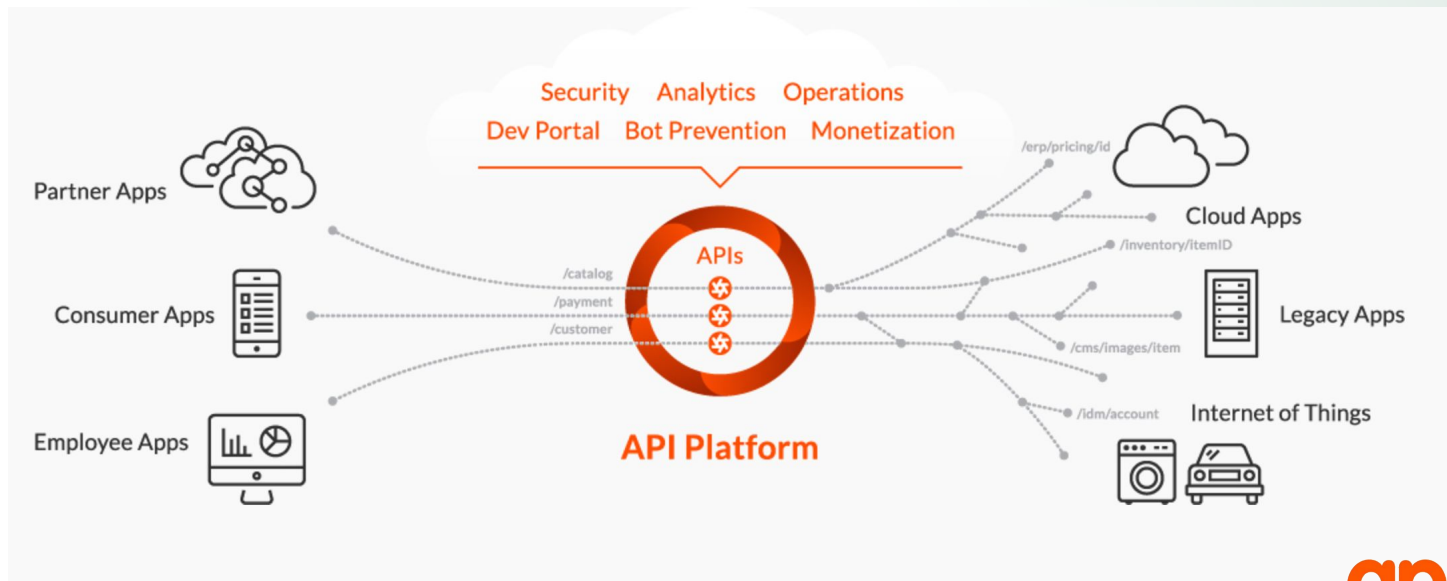 Security Analytics Operations
Dev Portal Bot Prevention Monetization
Partner Apps
Consumer Apps
Employee Apps
/catalog
/payment
/customer
APIs
API Platform
/erp/pricing/id
Cloud Apps
/inventory/itemID
Legacy Apps
/cms/images/item
/idm/account
Internet of Things